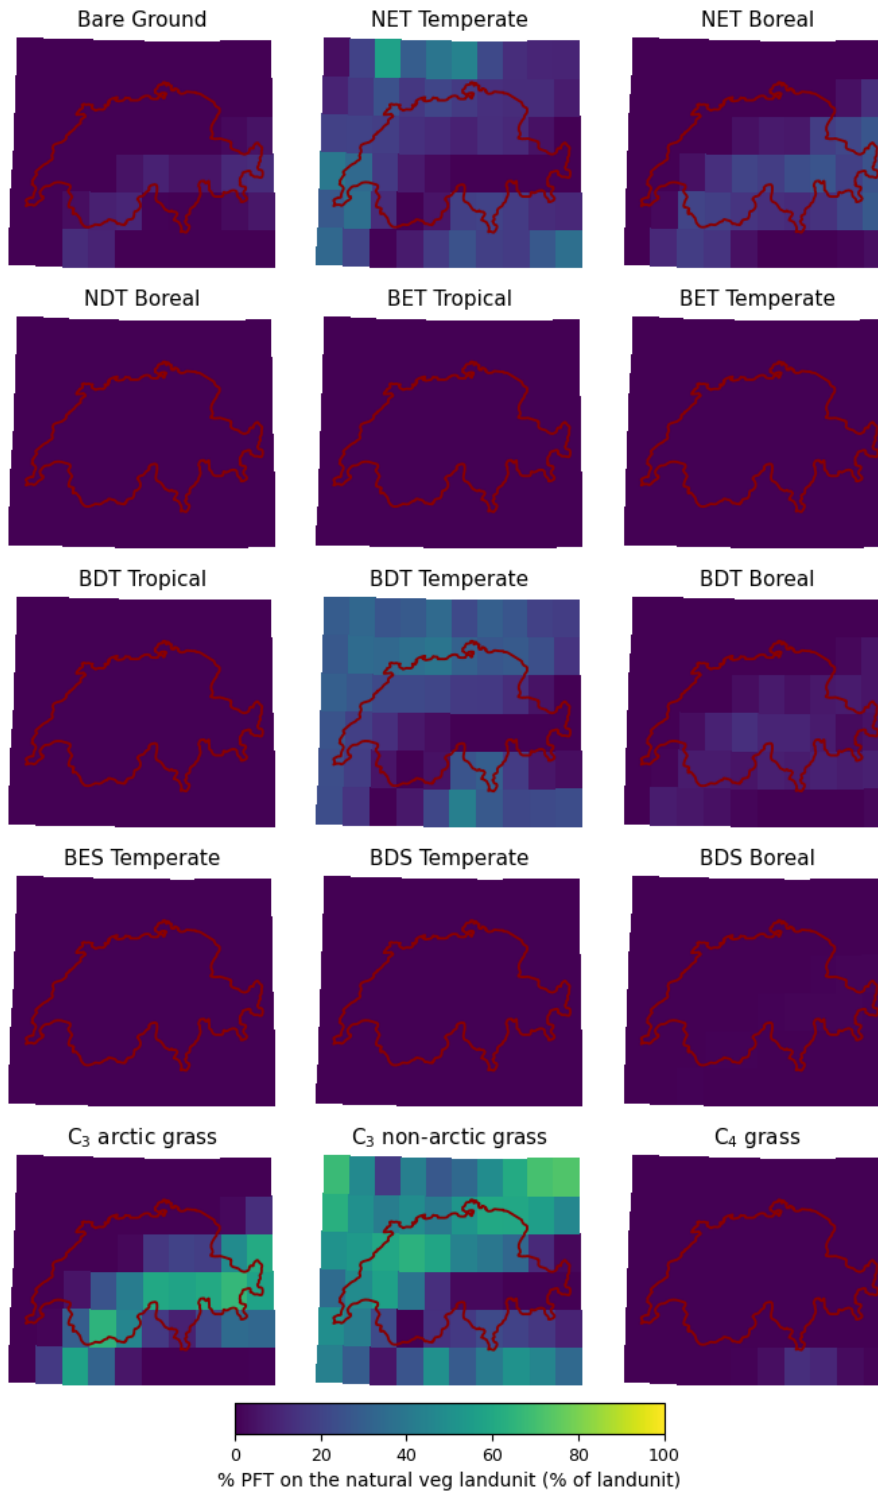 Bare Ground NET Temperate NET Boreal
NDT Boreal BET Tropical BET Temperate
BDT Tropical BDT Temperate BDT Boreal
BES Temperate BDS Temperate BDS Boreal
C₃ arctic grass C₃ non-arctic grass C₄ grass
0 20 40 60 80 100
% PFT on the natural veg landunit (% of landunit)